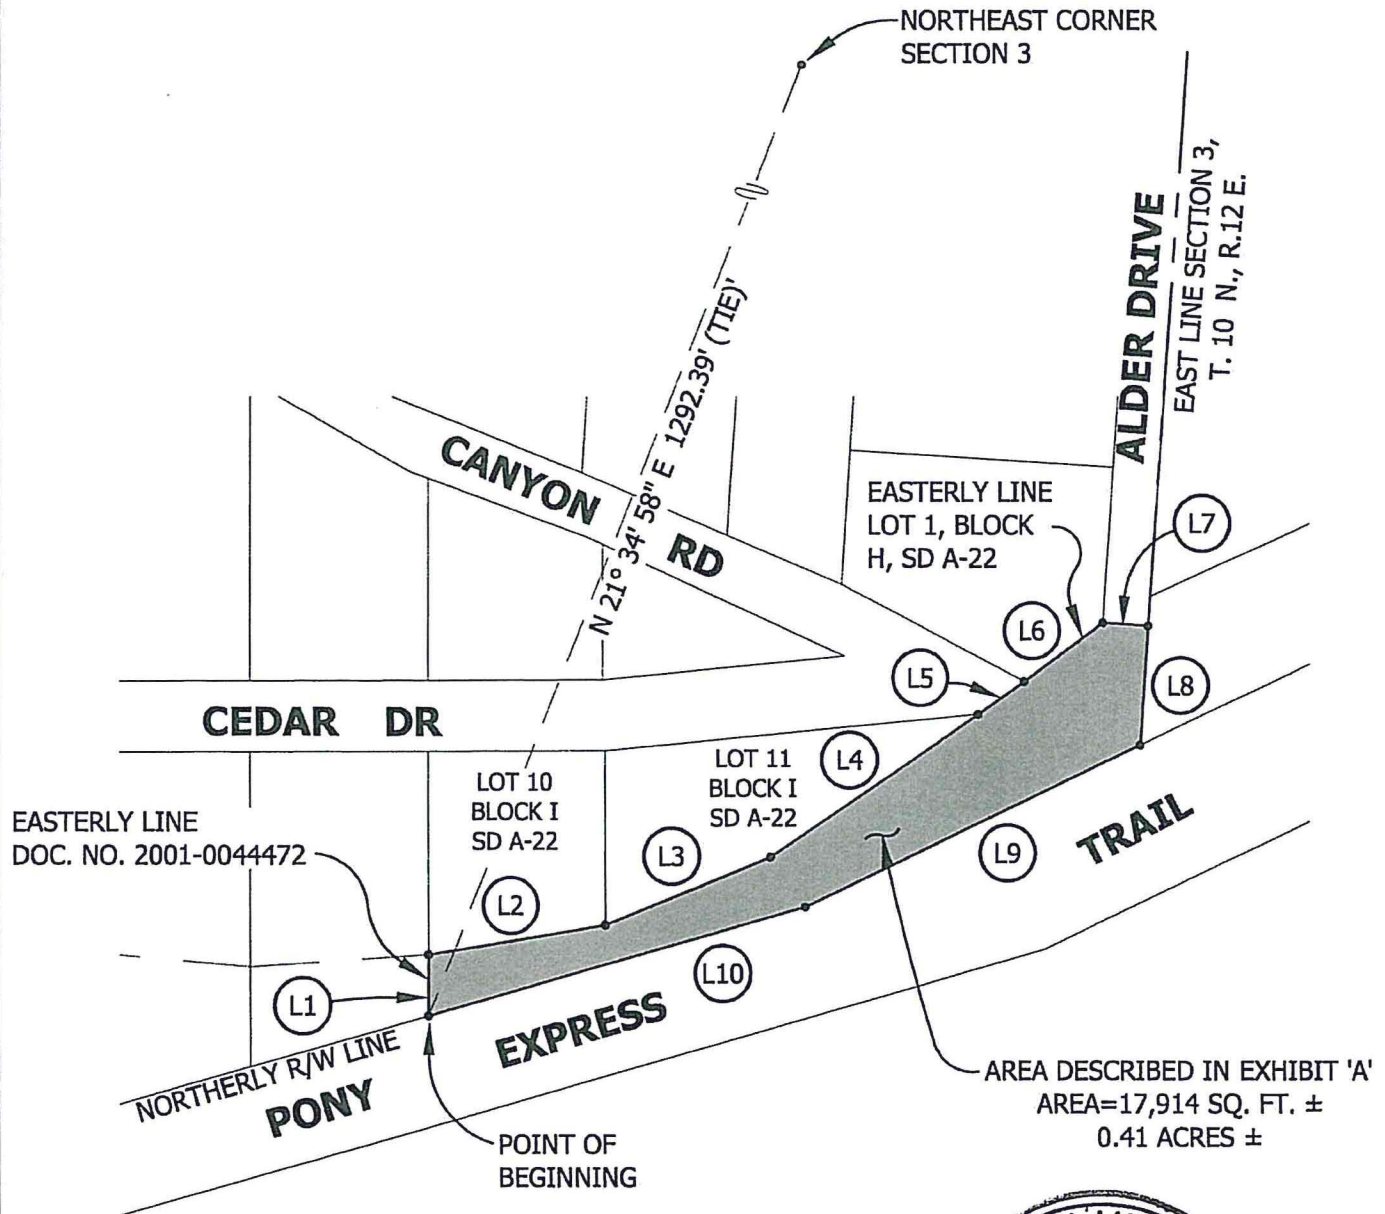 NORTHEAST CORNER
SECTION 3
ALDER DRIVE
EAST LINE SECTION 3,
T. 10 N., R.12 E.
N 21° 34' 58" E 1292.39' (TIE)'
CANYON RD
EASTERLY LINE
LOT 1, BLOCK
H, SD A-22
L7
L6
L5
L8
CEDAR DR
LOT 10
BLOCK I
SD A-22
LOT 11
BLOCK I
SD A-22
L4
EASTERLY LINE
DOC. NO. 2001-0044472
L3
L9
TRAIL
L2
L10
L1
EXPRESS
NORTHERLY R/W LINE
PONY
POINT OF
BEGINNING
AREA DESCRIBED IN EXHIBIT 'A'
AREA=17,914 SQ. FT. ±
0.41 ACRES ±